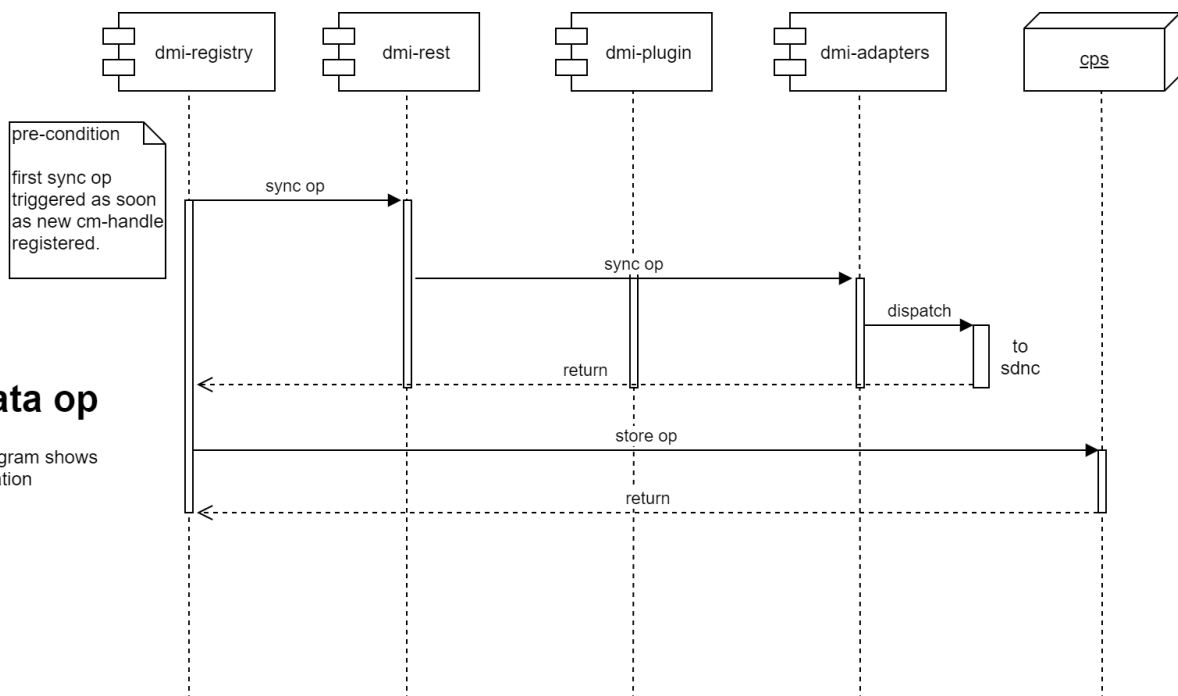 dmi-registry
dmi-rest
dmi-plugin
dmi-adapters
cps
pre-condition
first sync op
triggered as soon
as new cm-handle
registered.
sync op
sync op
dispatch
to
sdnc
return
ata op
store op
gram shows
ation
return